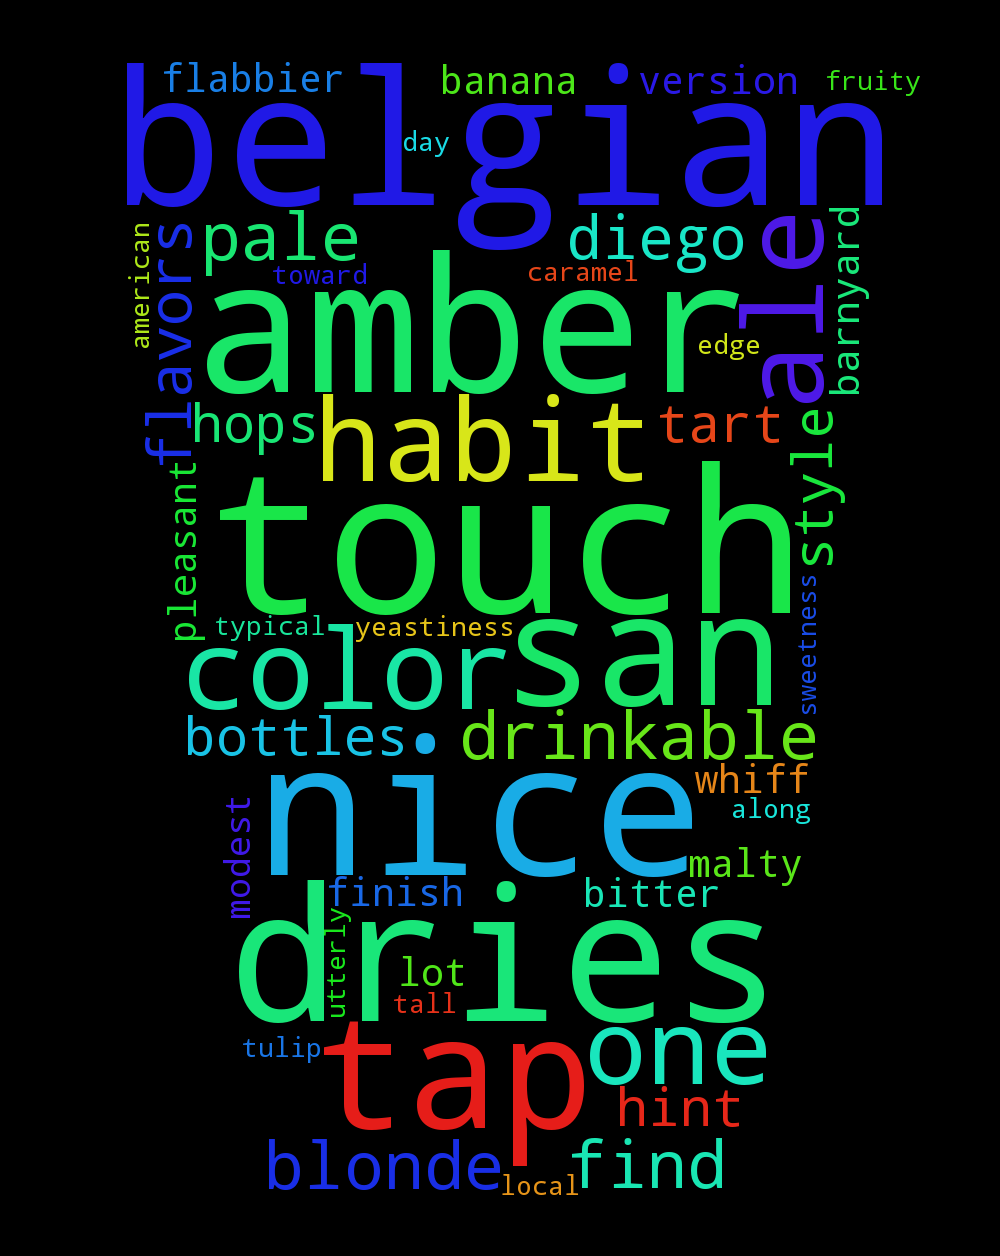 flabbier
banana
version
fruity
belgian
day
american
flavors
pale
diego
ale
barnyard
toward
caramel
amber
edge
hops
habit
tart
style
pleasant
touch
sweetness
typical
yeastiness
san
color
bottles
drinkable
nice
whiff
along
modest
malty
finish
bitter
dries
utterly
lot
tall
tulip
tap
one
hint
blonde
find
local